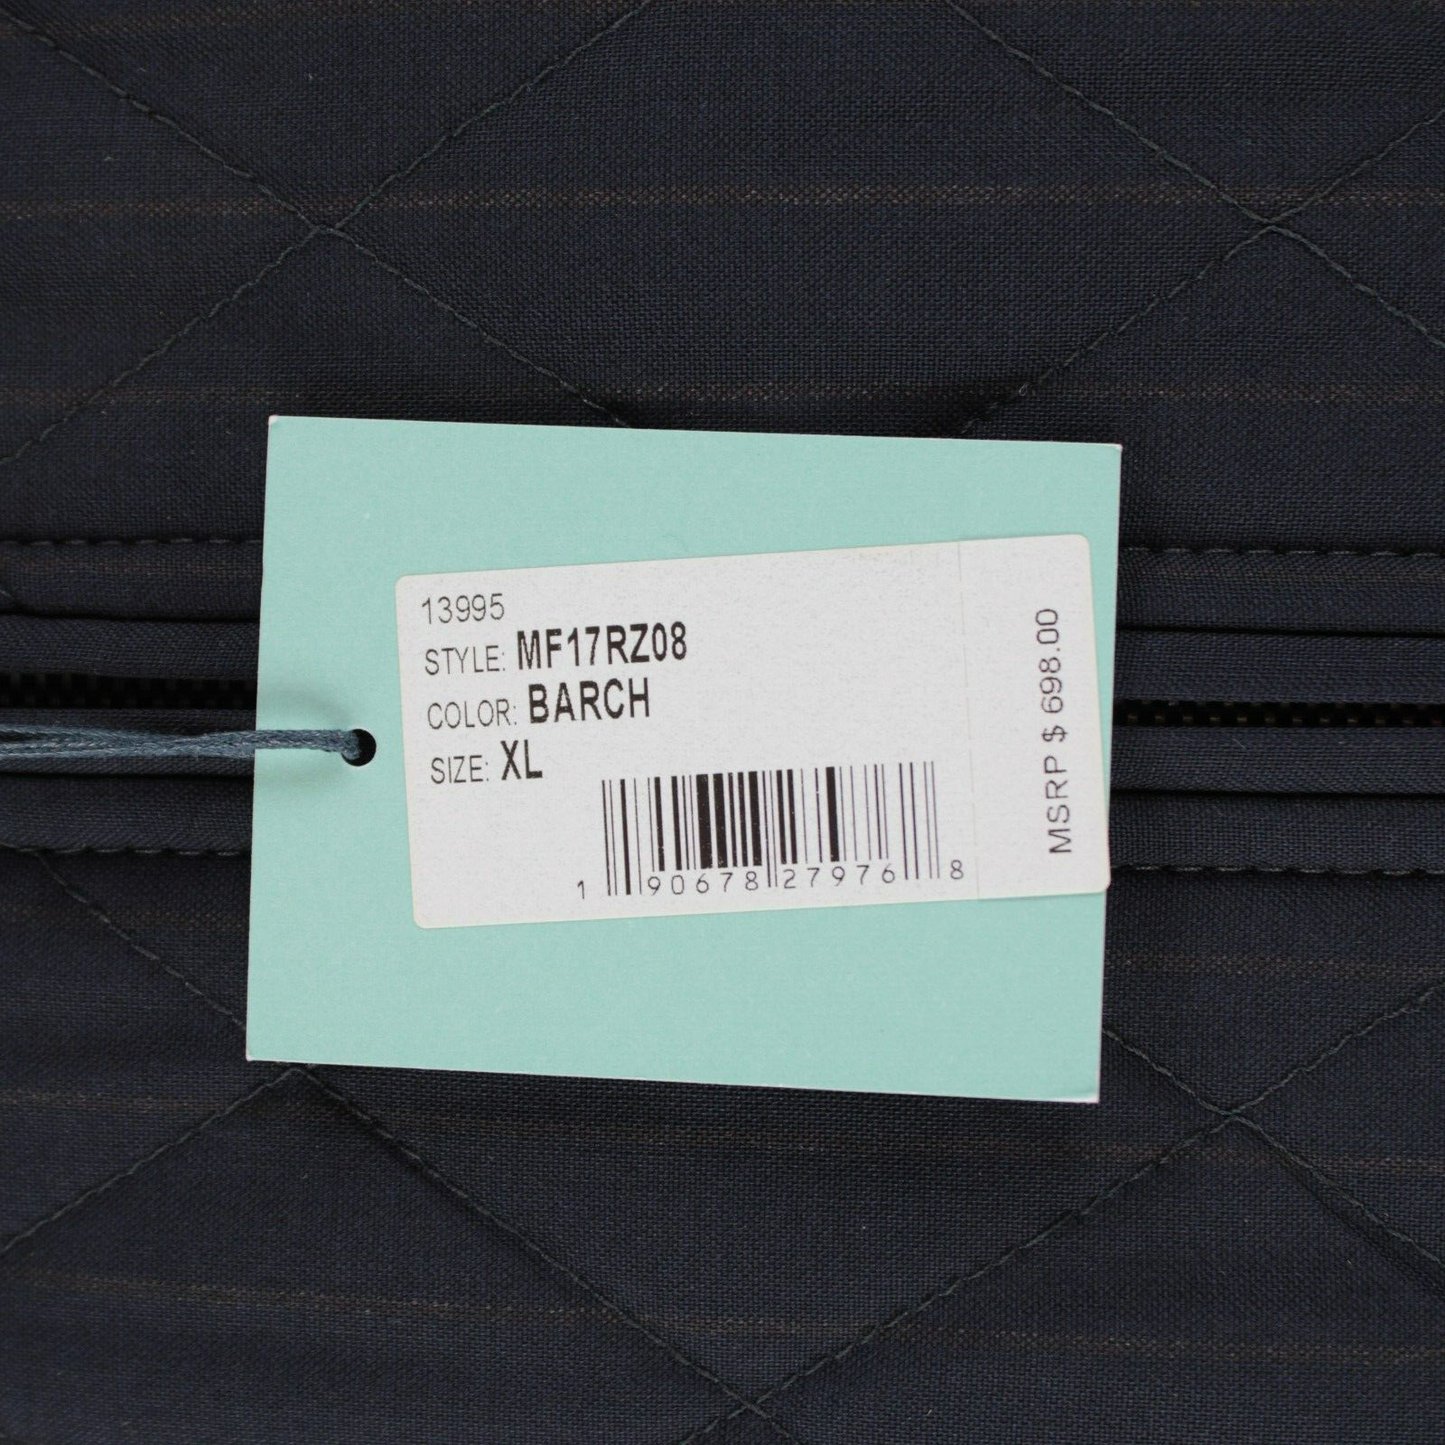 13995
STYLE: MF17RZ08
COLOR: BARCH
SIZE: XL
1 90678 27976 8
MSRP $ 698.00